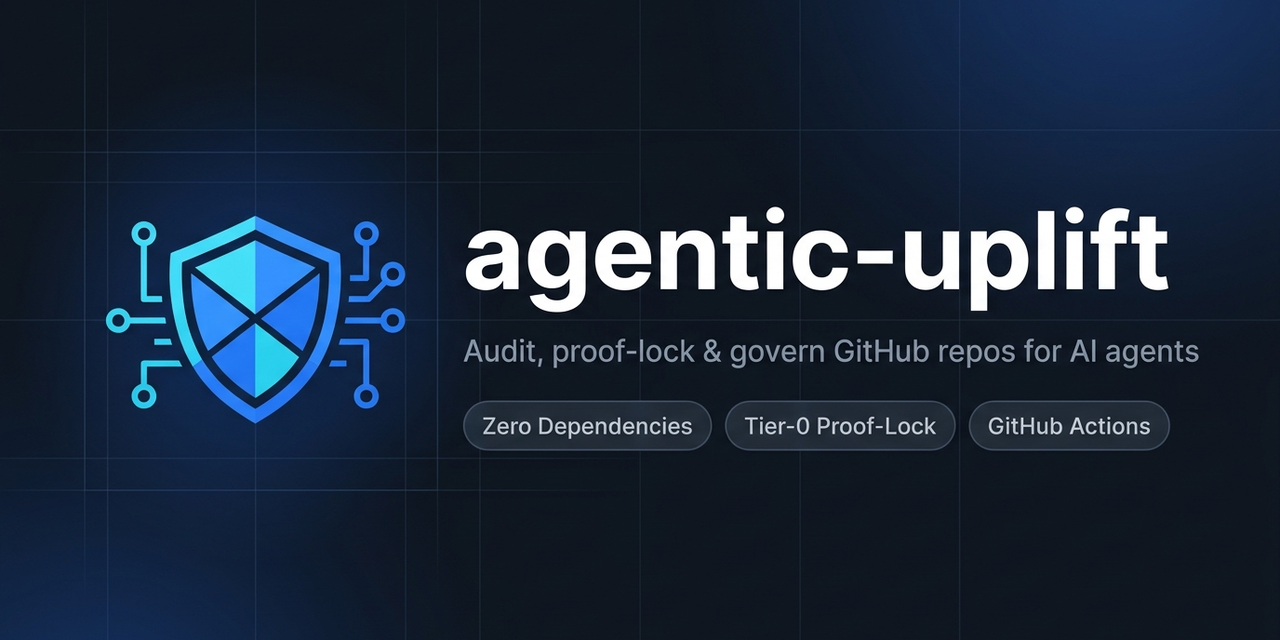 agentic-uplift
Audit, proof-lock & govern GitHub repos for AI agents
Zero Dependencies
Tier-0 Proof-Lock
GitHub Actions